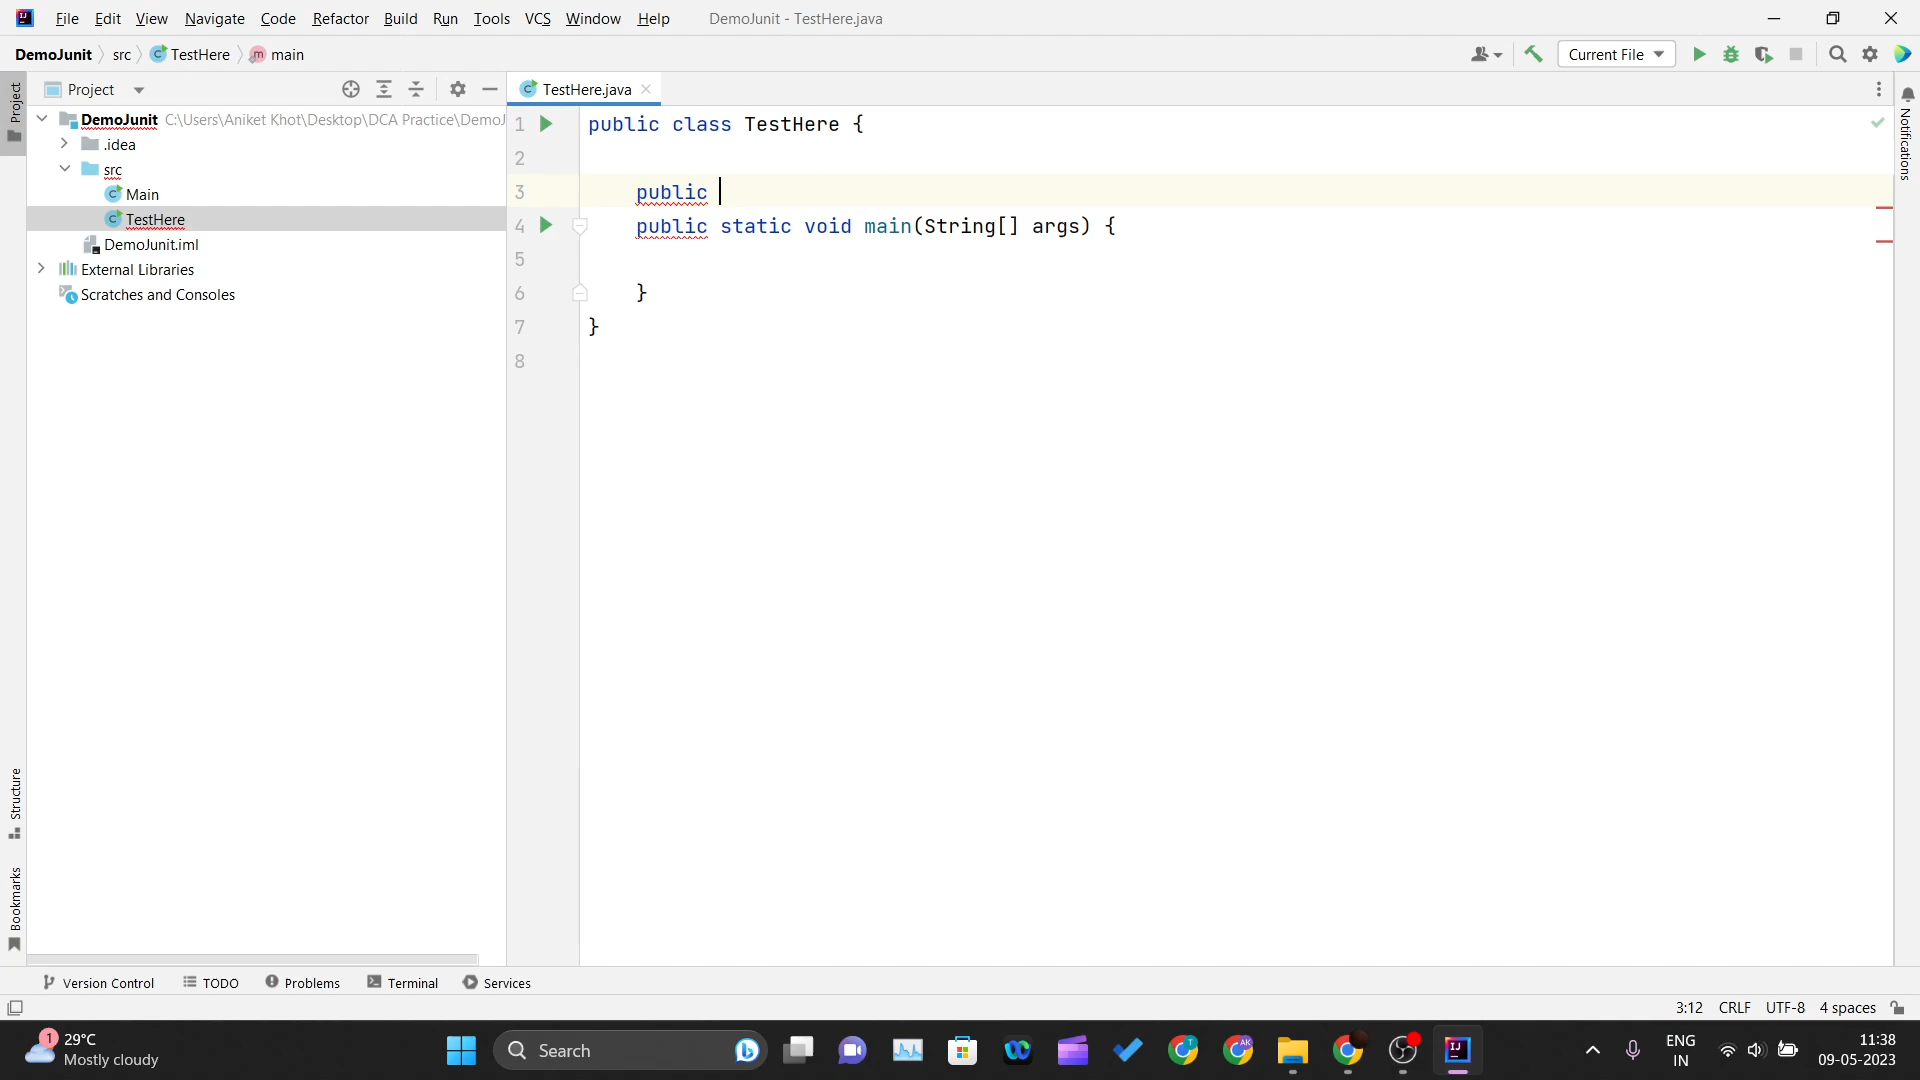 File Edit View Navigate Code Refactor Build Run Tools VCS Window Help DemoJunit - TestHere.java
DemoJunit src TestHere main Current File
Project
TestHere.java
DemoJunit C:\Users\Aniket Khot\Desktop\DCA Practice\DemoJ
.idea
src
Main
TestHere
DemoJunit.iml
External Libraries
Scratches and Consoles
Project
Structure
Bookmarks
1 public class TestHere {
2
3 public
4 public static void main(String[] args) {
5
6 }
7 }
8
Notifications
Version Control TODO Problems Terminal Services
3:12 CRLF UTF-8 4 spaces
1
29°C
Mostly cloudy
Search
T
AK
IJ
ENG
IN
11:38
09-05-2023